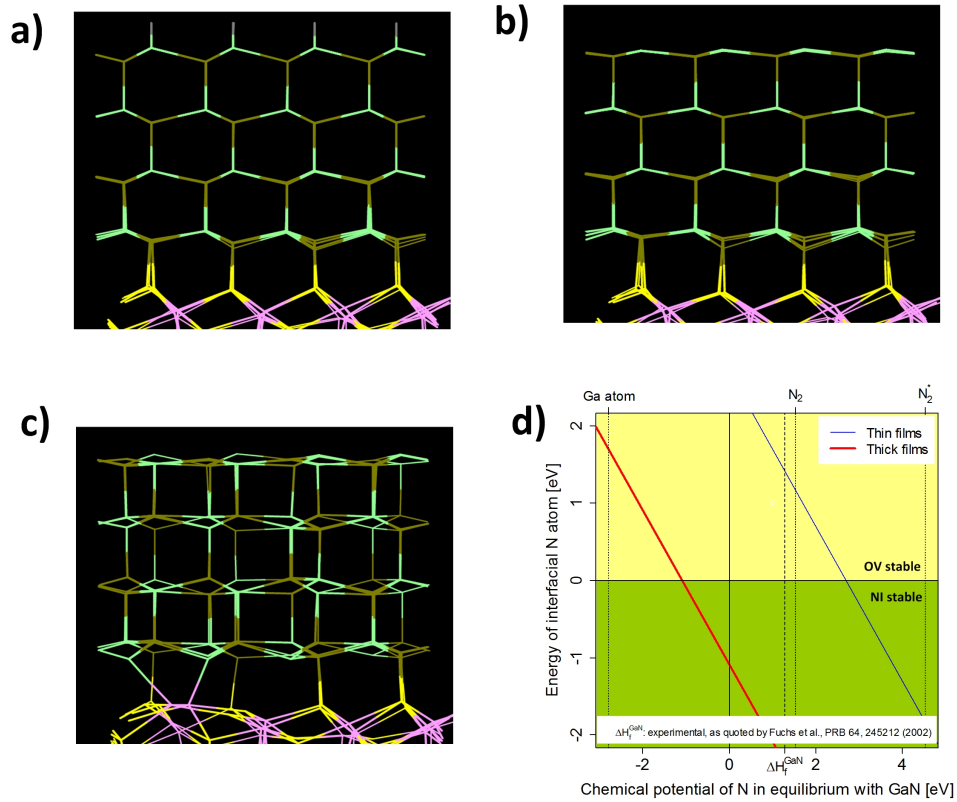 a)
b)
c)
d)
Ga atom
N2
N2*
Thin films
Thick films
2
1
0
-1
-2
Energy of interfacial N atom [eV]
OV stable
NI stable
ΔHfGaN: experimental, as quoted by Fuchs et al., PRB 64, 245212 (2002)
-2
0
ΔHfGaN
2
4
Chemical potential of N in equilibrium with GaN [eV]